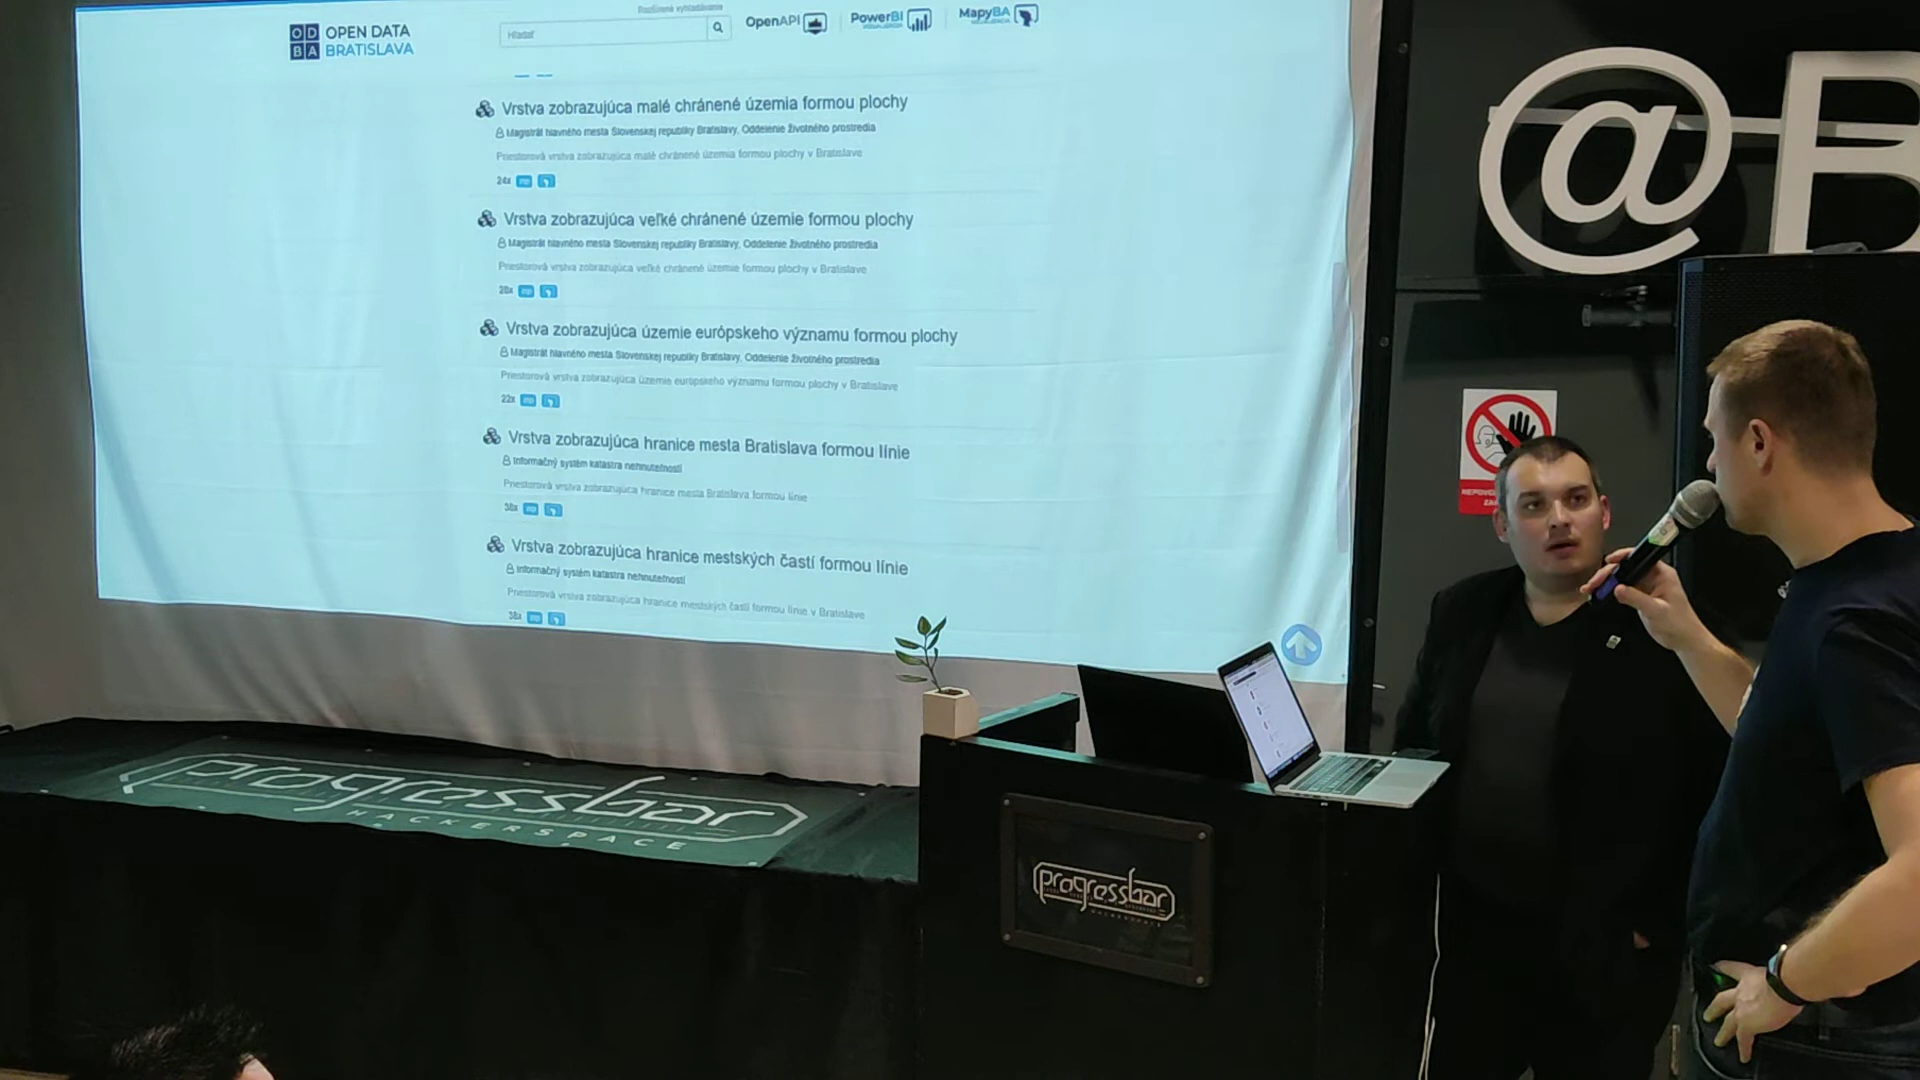 OD BA
OPEN DATA
BRATISLAVA
Rozšírené vyhľadávanie
Hľadať
OpenAPI
PowerBI
MapyBA
Vrstva zobrazujúca malé chránené územia formou plochy
Magistrát hlavného mesta Slovenskej republiky Bratislavy, Oddelenie životného prostredia
Priestorová vrstva zobrazujúca malé chránené územia formou plochy v Bratislave
24x
Vrstva zobrazujúca veľké chránené územie formou plochy
Magistrát hlavného mesta Slovenskej republiky Bratislavy, Oddelenie životného prostredia
Priestorová vrstva zobrazujúca veľké chránené územie formou plochy v Bratislave
Vrstva zobrazujúca územie európskeho významu formou plochy
Magistrát hlavného mesta Slovenskej republiky Bratislavy, Oddelenie životného prostredia
Priestorová vrstva zobrazujúca územie európskeho významu formou plochy v Bratislave
22x
Vrstva zobrazujúca hranice mesta Bratislava formou línie
Informačný systém katastra nehnuteľností
Priestorová vrstva zobrazujúca hranice mesta Bratislava formou línie
Vrstva zobrazujúca hranice mestských častí formou línie
Informačný systém katastra nehnuteľností
Priestorová vrstva zobrazujúca hranice mestských častí formou línie v Bratislave
@B
progressbar
HACKERSPACE
progressbar